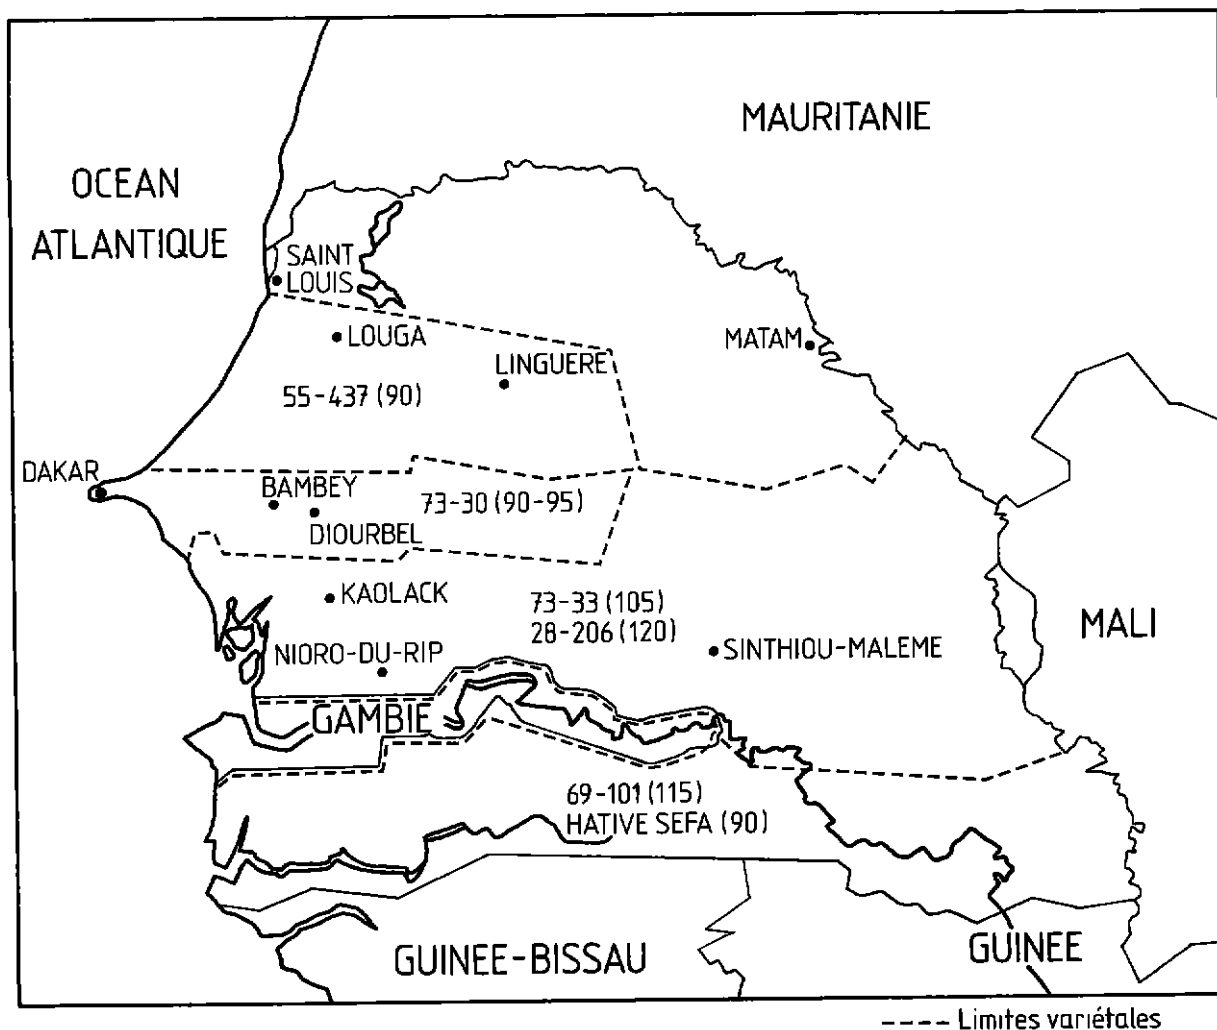 MAURITANIE
OCEAN
ATLANTIQUE
SAINT
LOUIS
LOUGA
MATAM
LINGUERE
55-437 (90)
DAKAR
BAMBEY
73-30 (90-95)
DIOURBEL
KAOLACK
73-33 (105)
28-206 (120)
MALI
NIORO-DU-RIP
SINTHIOU-MALEME
GAMBIE
69-101 (115)
HATIVE SEFA (90)
GUINEE-BISSAU
GUINEE
---- Limites variétales